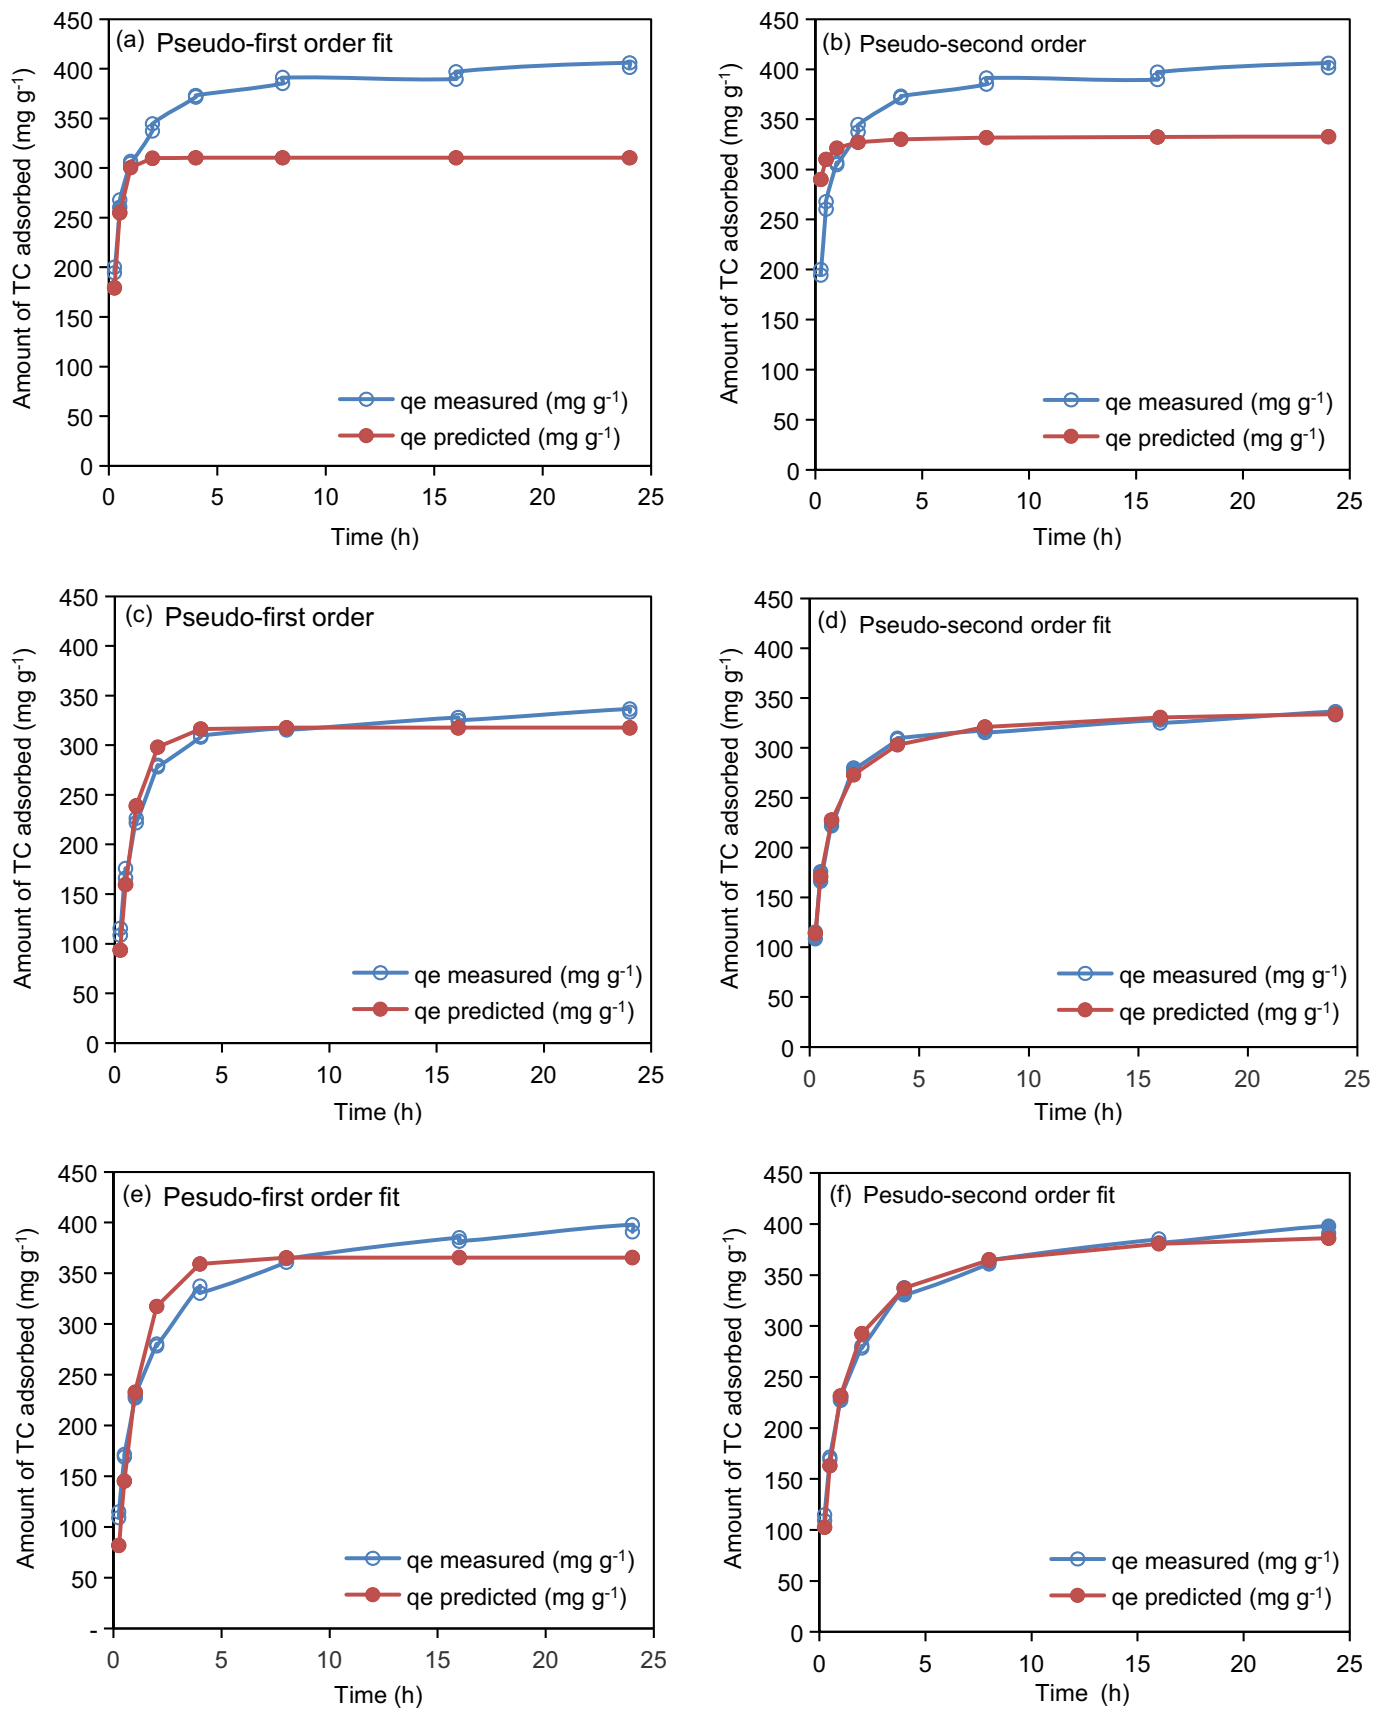 (a) Pseudo-first order fit
Amount of TC adsorbed (mg g-1)
450
400
350
300
250
200
150
100
50
0
qe measured (mg g-1)
qe predicted (mg g-1)
0 5 10 15 20 25
Time (h)
(b) Pseudo-second order
Amount of TC adsorbed (mg g-1)
450
400
350
300
250
200
150
100
50
0
qe measured (mg g-1)
qe predicted (mg g-1)
0 5 10 15 20 25
Time (h)
(c) Pseudo-first order
Amount of TC adsorbed (mg g-1)
450
400
350
300
250
200
150
100
50
0
qe measured (mg g-1)
qe predicted (mg g-1)
0 5 10 15 20 25
Time (h)
(d) Pseudo-second order fit
Amount of TC adsorbed (mg g-1)
450
400
350
300
250
200
150
100
50
0
qe measured (mg g-1)
qe predicted (mg g-1)
0 5 10 15 20 25
Time (h)
(e) Pesudo-first order fit
Amount of TC adsorbed (mg g-1)
450
400
350
300
250
200
150
100
50
-
qe measured (mg g-1)
qe predicted (mg g-1)
0 5 10 15 20 25
Time (h)
(f) Pesudo-second order fit
Amount of TC adsorbed (mg g-1)
450
400
350
300
250
200
150
100
50
0
qe measured (mg g-1)
qe predicted (mg g-1)
0 5 10 15 20 25
Time (h)